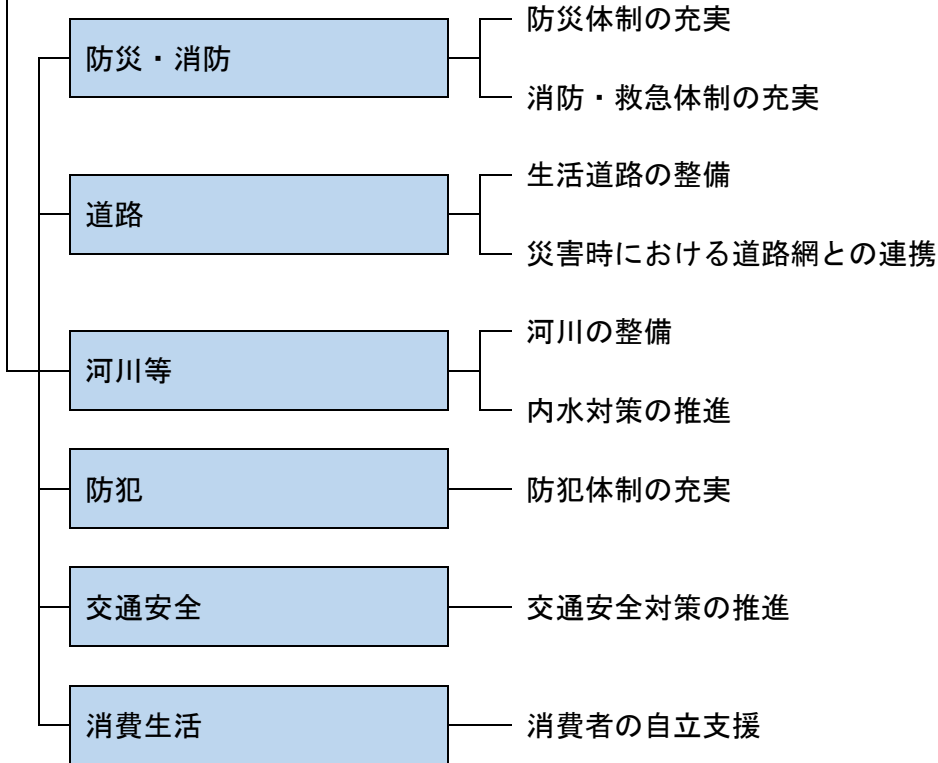 防災・消防
防災体制の充実
消防・救急体制の充実
道路
生活道路の整備
災害時における道路網との連携
河川等
河川の整備
内水対策の推進
防犯
防犯体制の充実
交通安全
交通安全対策の推進
消費生活
消費者の自立支援